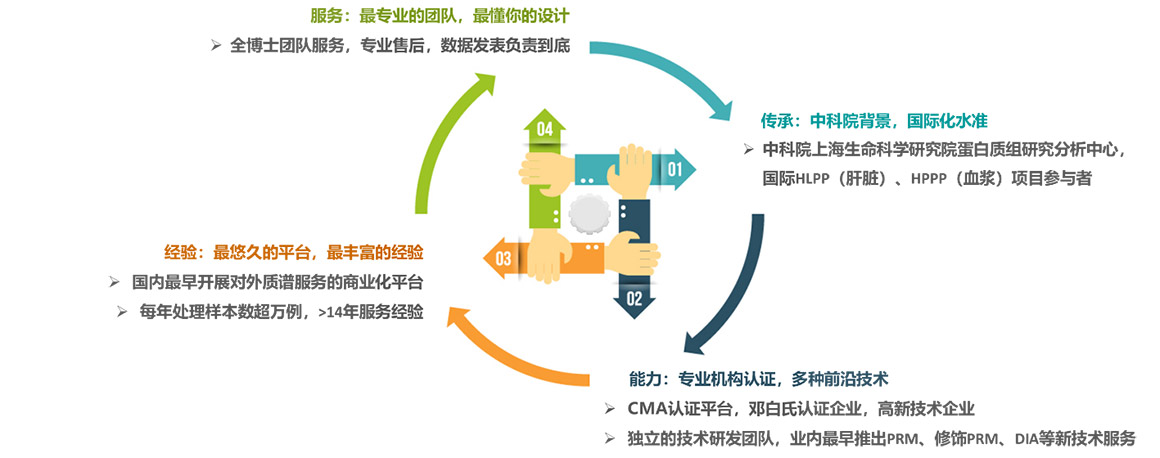 服务：最专业的团队，最懂你的设计
➢ 全博士团队服务，专业售后，数据发表负责到底
传承：中科院背景，国际化水准
➢ 中科院上海生命科学研究院蛋白质组研究分析中心，
国际HLPP（肝脏）、HPPP（血浆）项目参与者
04
01
03
02
经验：最悠久的平台，最丰富的经验
➢ 国内最早开展对外质谱服务的商业化平台
➢ 每年处理样本数超万例，>14年服务经验
能力：专业机构认证，多种前沿技术
➢ CMA认证平台，邓白氏认证企业，高新技术企业
➢ 独立的技术研发团队，业内最早推出PRM、修饰PRM、DIA等新技术服务